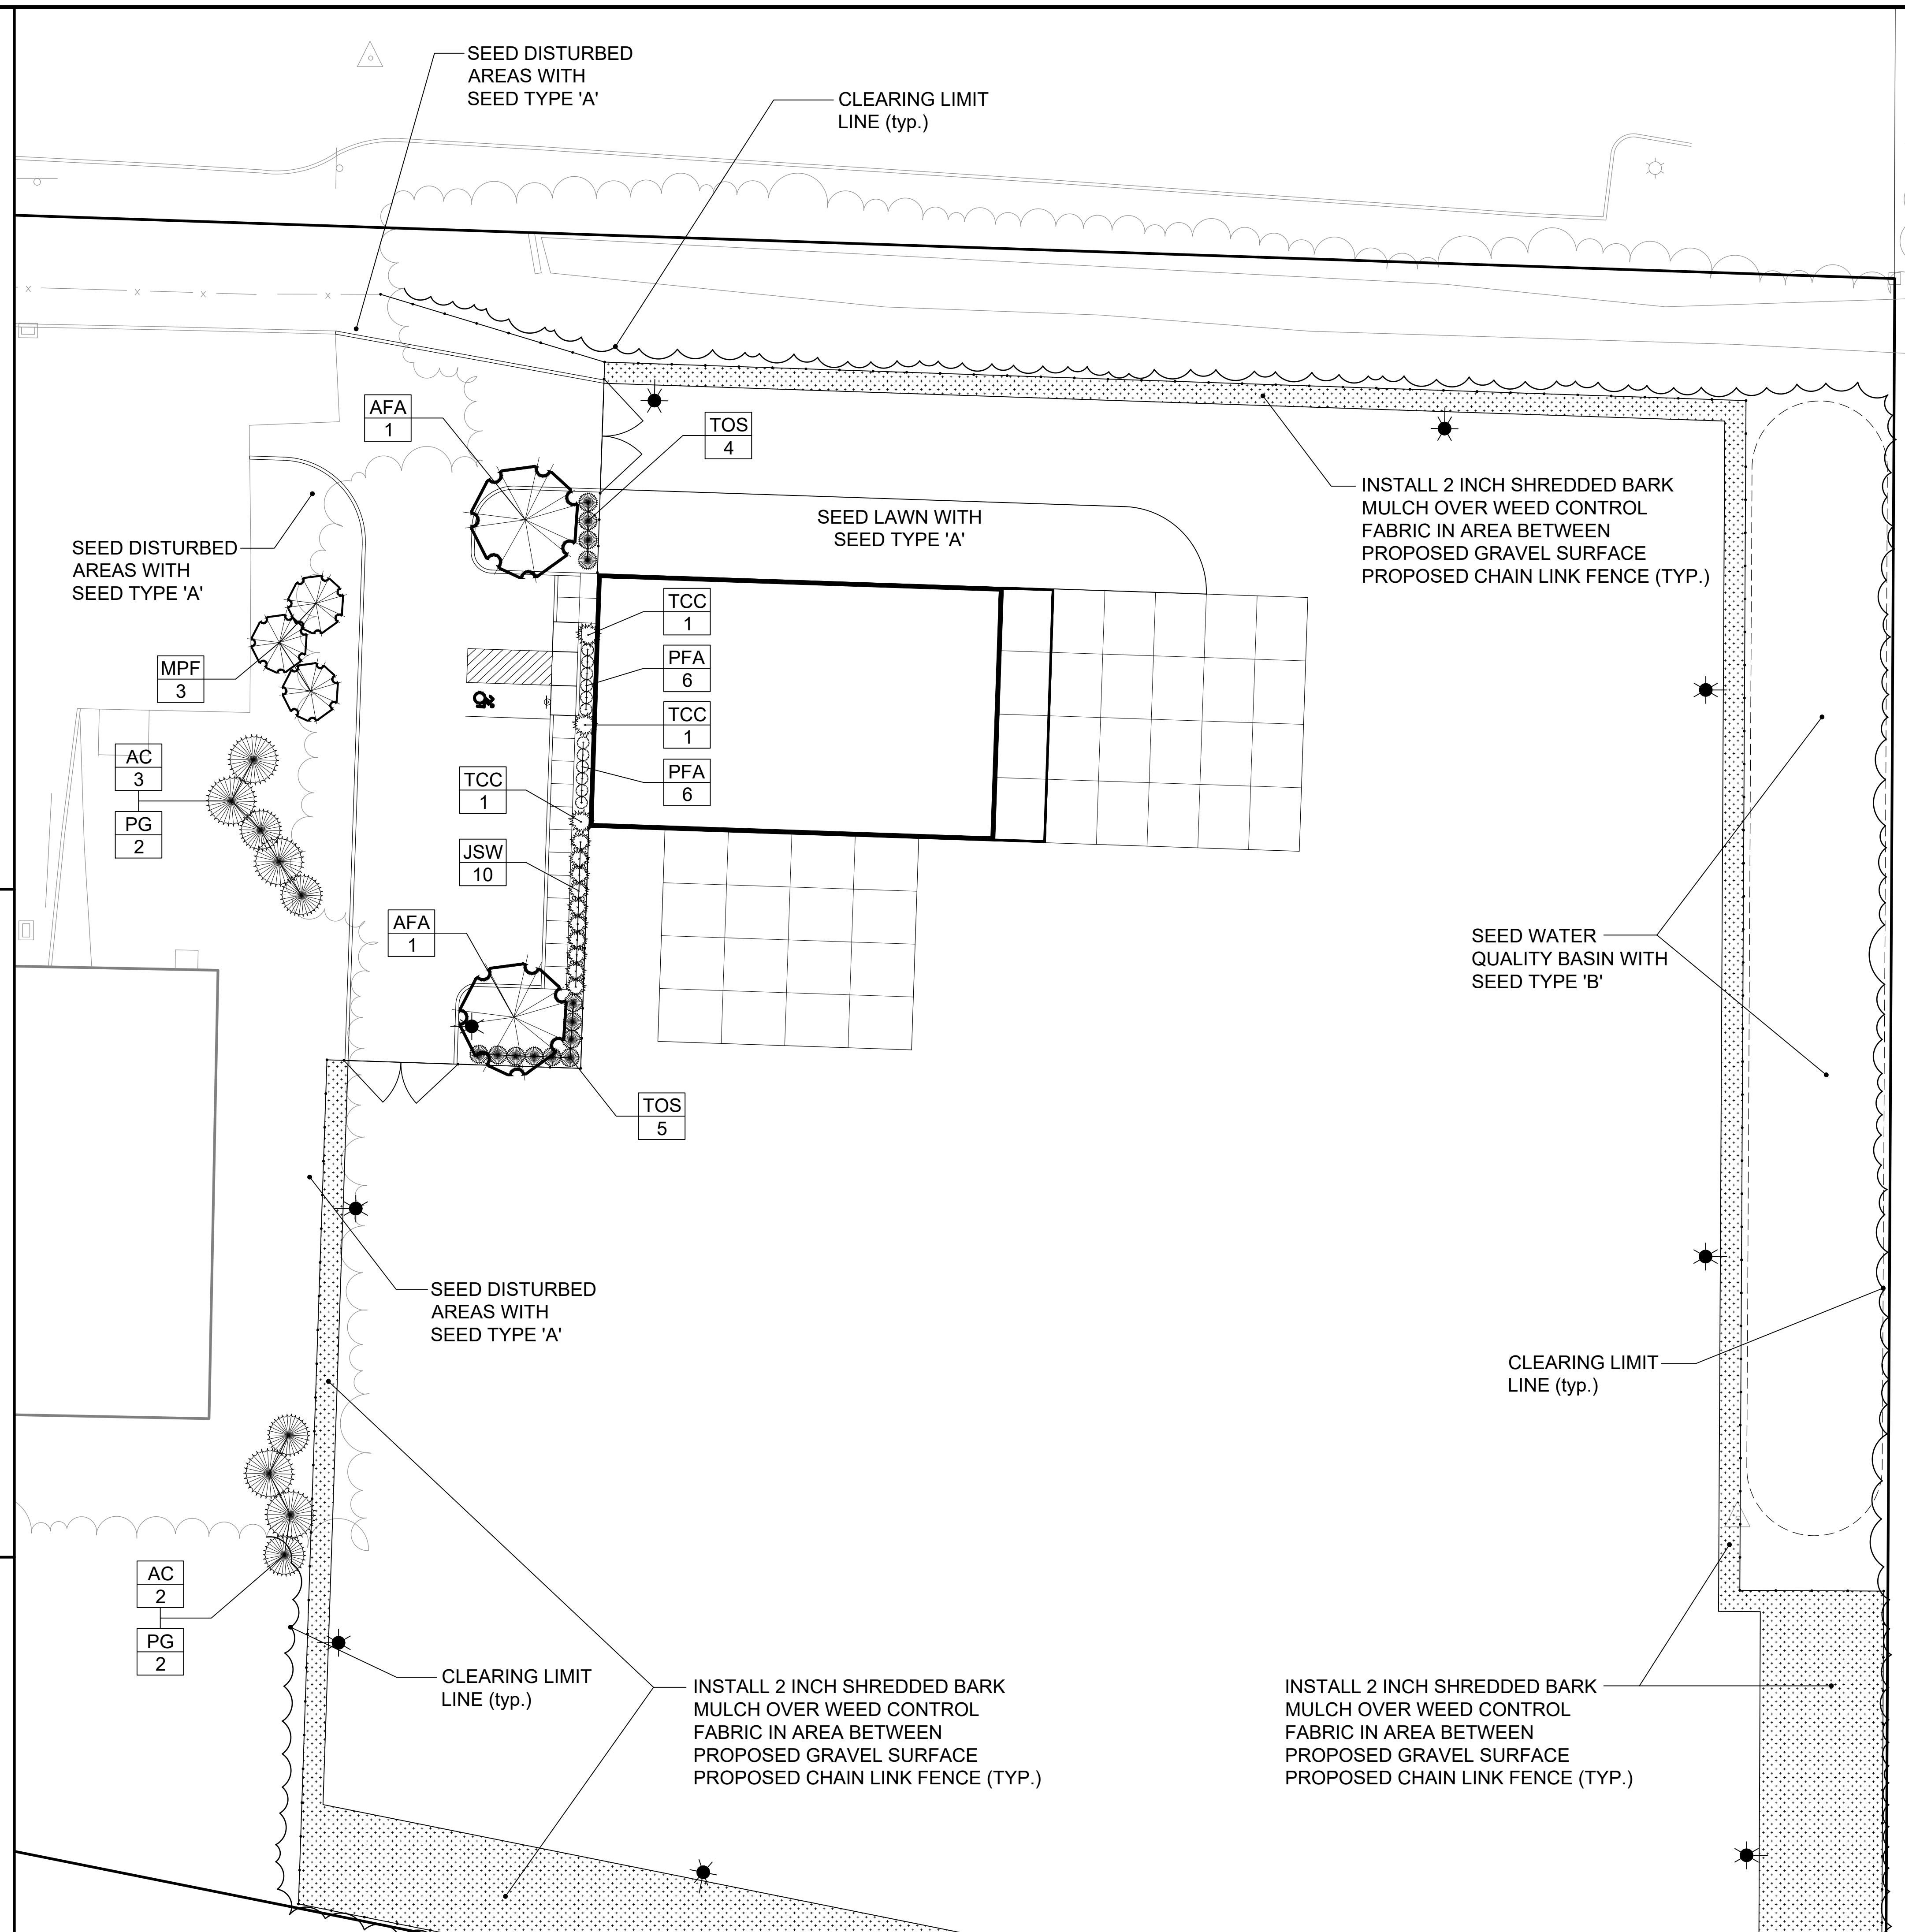 SEED DISTURBED
AREAS WITH
SEED TYPE 'A'
CLEARING LIMIT
LINE (typ.)
AFA
1
TOS
4
INSTALL 2 INCH SHREDDED BARK
MULCH OVER WEED CONTROL
FABRIC IN AREA BETWEEN
PROPOSED GRAVEL SURFACE
PROPOSED CHAIN LINK FENCE (TYP.)
SEED LAWN WITH
SEED TYPE 'A'
SEED DISTURBED
AREAS WITH
SEED TYPE 'A'
TCC
1
PFA
6
MPF
3
TCC
1
AC
3
PG
2
TCC
1
PFA
6
JSW
10
AFA
1
SEED WATER
QUALITY BASIN WITH
SEED TYPE 'B'
TOS
5
SEED DISTURBED
AREAS WITH
SEED TYPE 'A'
CLEARING LIMIT
LINE (typ.)
AC
2
PG
2
CLEARING LIMIT
LINE (typ.)
INSTALL 2 INCH SHREDDED BARK
MULCH OVER WEED CONTROL
FABRIC IN AREA BETWEEN
PROPOSED GRAVEL SURFACE
PROPOSED CHAIN LINK FENCE (TYP.)
INSTALL 2 INCH SHREDDED BARK
MULCH OVER WEED CONTROL
FABRIC IN AREA BETWEEN
PROPOSED GRAVEL SURFACE
PROPOSED CHAIN LINK FENCE (TYP.)